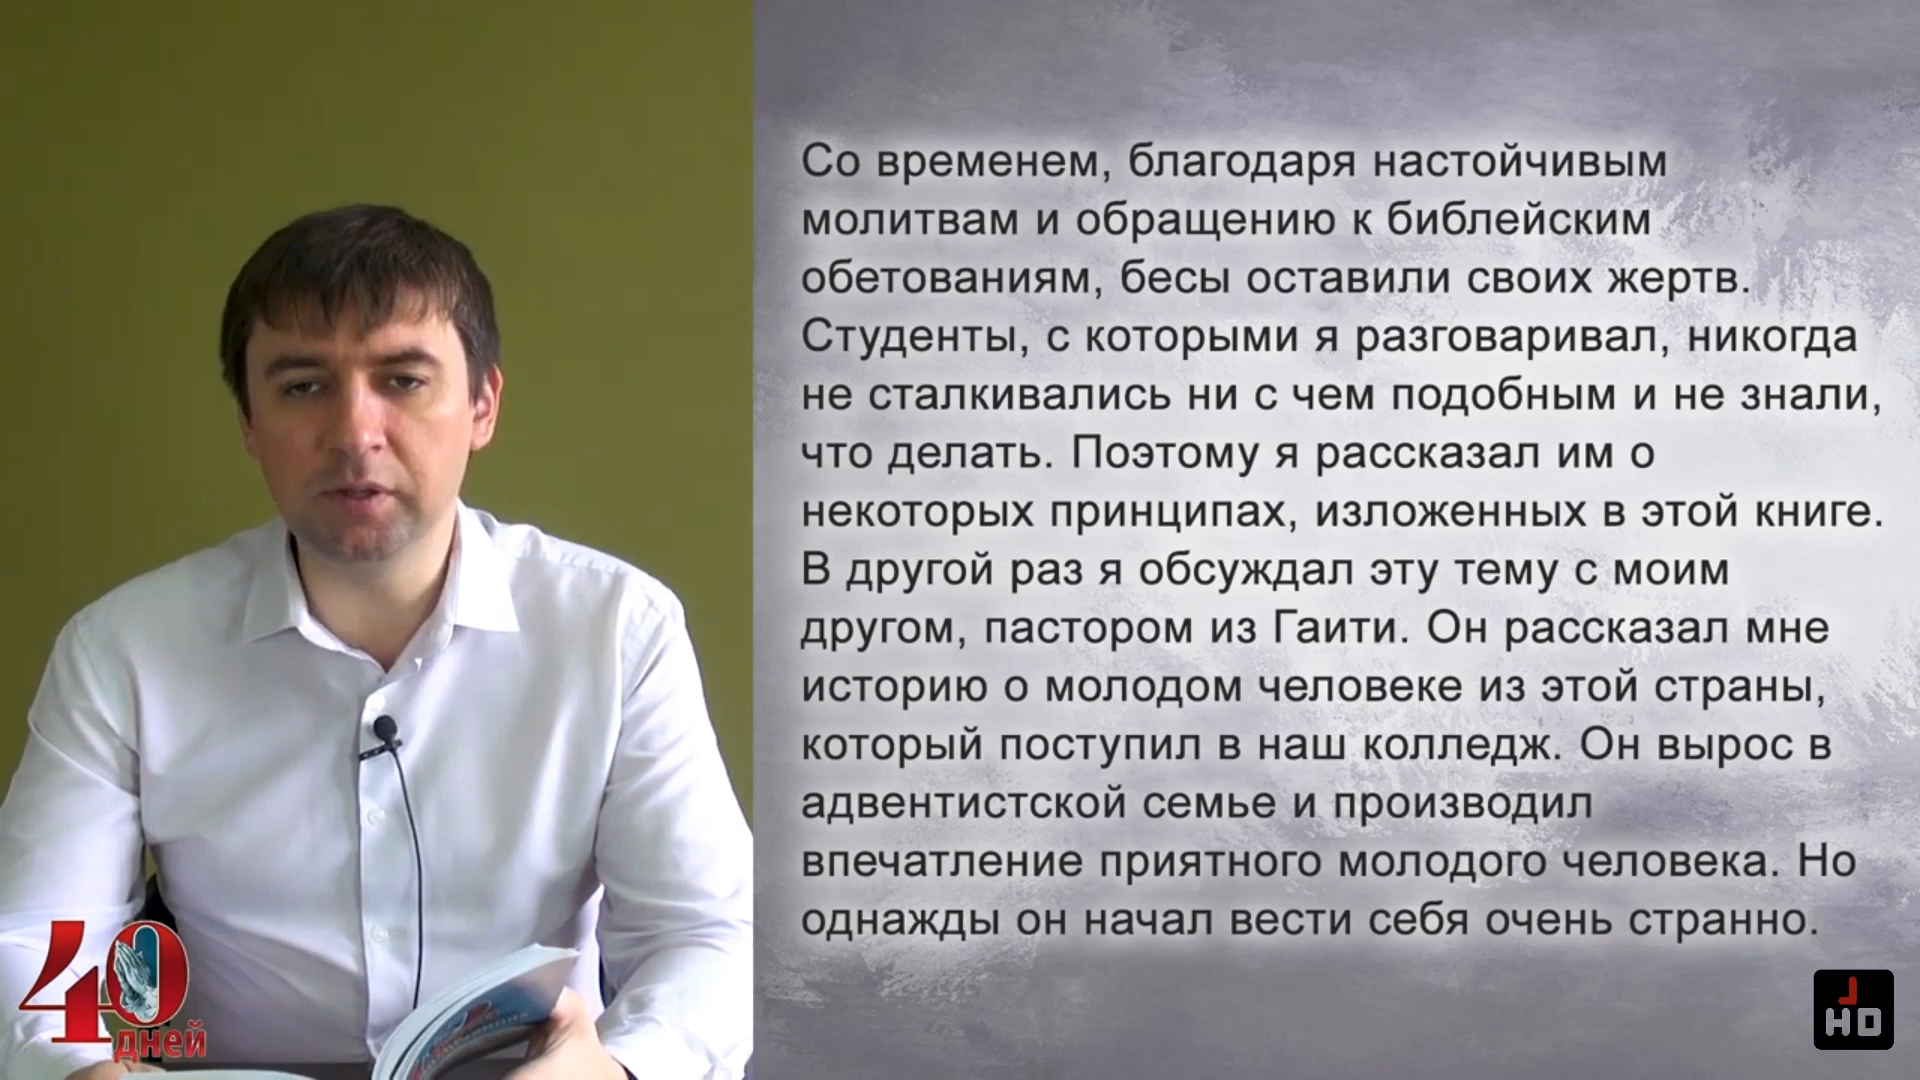 Со временем, благодаря настойчивым
молитвам и обращению к библейским
обетованиям, бесы оставили своих жертв.
Студенты, с которыми я разговаривал, никогда
не сталкивались ни с чем подобным и не знали,
что делать. Поэтому я рассказал им о
некоторых принципах, изложенных в этой книге.
В другой раз я обсуждал эту тему с моим
другом, пастором из Гаити. Он рассказал мне
историю о молодом человеке из этой страны,
который поступил в наш колледж. Он вырос в
адвентистской семье и производил
впечатление приятного молодого человека. Но
однажды он начал вести себя очень странно.
40
дней